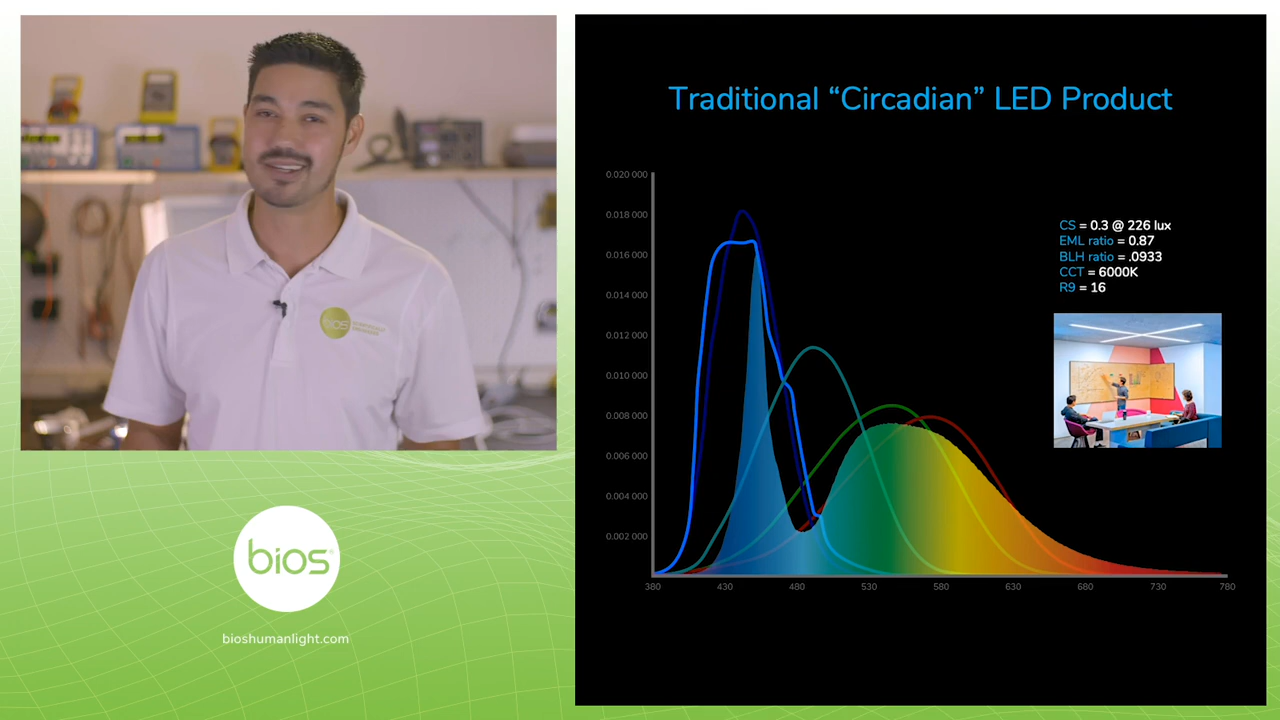 bios
bios
bioshumanlight.com
Traditional “Circadian” LED Product
0.020 000
0.018 000
0.016 000
0.014 000
0.012 000
0.010 000
0.008 000
0.006 000
0.004 000
0.002 000
380 430 480 530 580 630 680 730 780
CS = 0.3 @ 226 lux
EML ratio = 0.87
BLH ratio = .0933
CCT = 6000K
R9 = 16